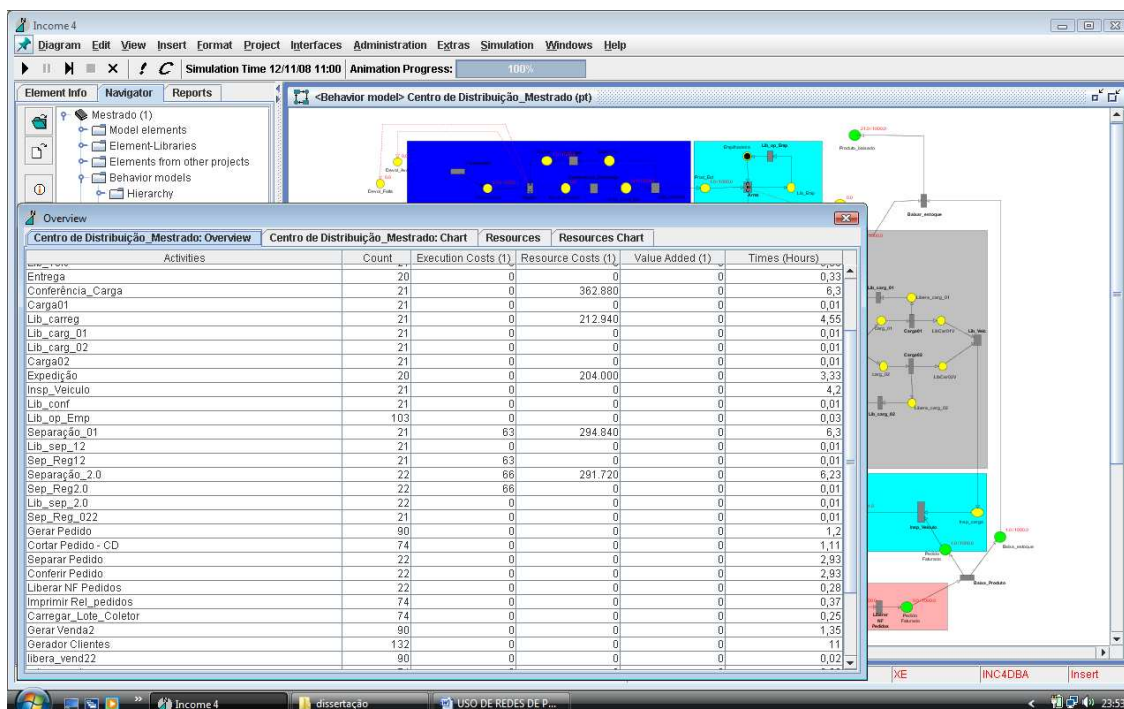 Income 4
Diagram Edit View Insert Format Project Interfaces Administration Extras Simulation Windows Help
Simulation Time 12/11/08 11:00 Animation Progress: 100%
Element Info Navigator Reports
<Behavior model> Centro de Distribuição_Mestrado (pt)
Mestrado (1)
Model elements
Element-Libraries
Elements from other projects
Behavior models
Hierarchy
Overview
Centro de Distribuição_Mestrado: Overview Centro de Distribuição_Mestrado: Chart Resources Resources Chart
Activities Count Execution Costs (1) Resource Costs (1) Value Added (1) Times (Hours)
Entrega 20 0 0 0 0,33
Conferência_Carga 21 0 362.880 0 6,3
Carga01 21 0 0 0 0,01
Lib_carreg 21 0 212.940 0 4,55
Lib_carg_01 21 0 0 0 0,01
Lib_carg_02 21 0 0 0 0,01
Carga02 21 0 0 0 0,01
Expedição 20 0 204.000 0 3,33
Insp_Veiculo 21 0 0 0 4,2
Lib_conf 21 0 0 0 0,01
Lib_op_Emp 103 0 0 0 0,03
Separação_01 21 63 294.840 0 6,3
Lib_sep_12 21 0 0 0 0,01
Sep_Reg12 21 63 0 0 0,01
Separação_2.0 22 66 291.720 0 6,23
Sep_Reg2.0 22 66 0 0 0,01
Lib_sep_2.0 22 0 0 0 0,01
Sep_Reg_022 21 0 0 0 0,01
Gerar Pedido 90 0 0 0 1,2
Cortar Pedido - CD 74 0 0 0 1,11
Separar Pedido 22 0 0 0 2,93
Conferir Pedido 22 0 0 0 2,93
Liberar NF Pedidos 22 0 0 0 0,28
Imprimir Rel_pedidos 74 0 0 0 0,37
Carregar_Lote_Coletor 74 0 0 0 0,25
Gerar Venda2 90 0 0 0 1,35
Gerador Clientes 132 0 0 0 11
libera_vend22 90 0 0 0 0,02
Lib_op_Emp
Lib_Emp
Baixar_estoque
Lib_carg_01
Carga01
Lib_Veic
Carga02
Lib_carg_02
Insp_Veiculo
Pedido
Faturado
Baixa_Produto
Liberar
NF
Pedidos
Pedido
Faturado
XE INC4DBA Insert
Income 4 dissertação USO DE REDES DE P... 23:53